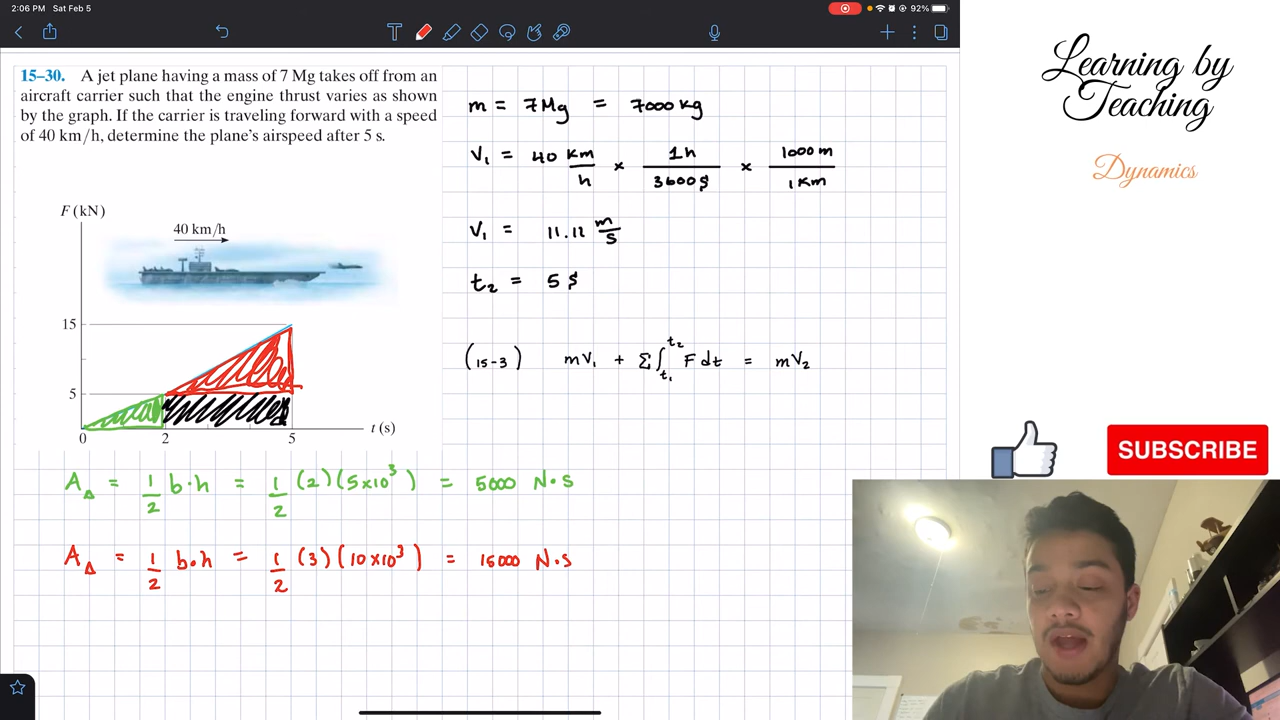 2:06 PM Sat Feb 5
92%
15–30. A jet plane having a mass of 7 Mg takes off from an
aircraft carrier such that the engine thrust varies as shown
by the graph. If the carrier is traveling forward with a speed
of 40 km/h, determine the plane's airspeed after 5 s.
F (kN)
40 km/h
15
5
0 2 5 t (s)
m = 7Mg = 7000 kg
V₁ = 40 Km/h × 1h/3600 s × 1000 m/1 Km
V₁ = 11.11 m/s
t₂ = 5 s
(15-3) mV₁ + Σ∫_{t₁}^{t₂} F dt = mV₂
A_Δ = 1/2 b·h = 1/2 (2)(5×10³) = 5000 N·s
A_Δ = 1/2 b·h = 1/2 (3)(10×10³) = 15000 N·s
Learning by
Teaching
Dynamics
SUBSCRIBE